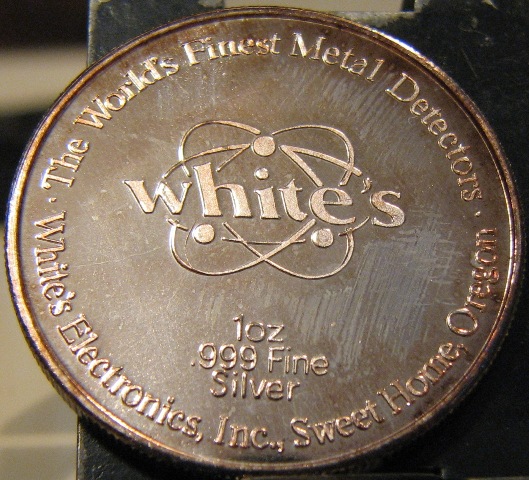 · The World's Finest Metal Detectors ·
white's
1oz
.999 Fine
Silver
White's Electronics, Inc., Sweet Home, Oregon